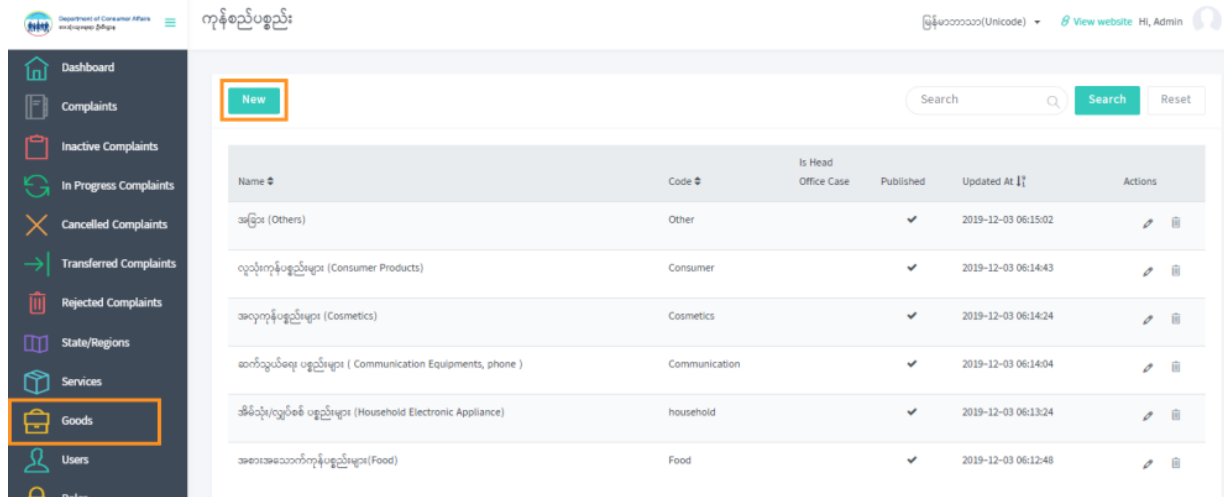 Department of Consumer Affairs
ကုန်စည်ပစ္စည်း
မြန်မာဘာသာ(Unicode)
View website
Hi, Admin
Dashboard
Complaints
Inactive Complaints
In Progress Complaints
Cancelled Complaints
Transferred Complaints
Rejected Complaints
State/Regions
Services
Goods
Users
New
Search
Search
Reset
Name
Code
Is Head
Office Case
Published
Updated At
Actions
အခြား (Others) Other 2019-12-03 06:15:02
လူသုံးကုန်ပစ္စည်းများ (Consumer Products) Consumer 2019-12-03 06:14:43
အလှကုန်ပစ္စည်းများ (Cosmetics) Cosmetics 2019-12-03 06:14:24
ဆက်သွယ်ရေး ပစ္စည်းများ ( Communication Equipments, phone ) Communication 2019-12-03 06:14:04
အိမ်သုံး/လျှပ်စစ် ပစ္စည်းများ (Household Electronic Appliance) household 2019-12-03 06:13:24
အစားအသောက်ကုန်ပစ္စည်းများ(Food) Food 2019-12-03 06:12:48